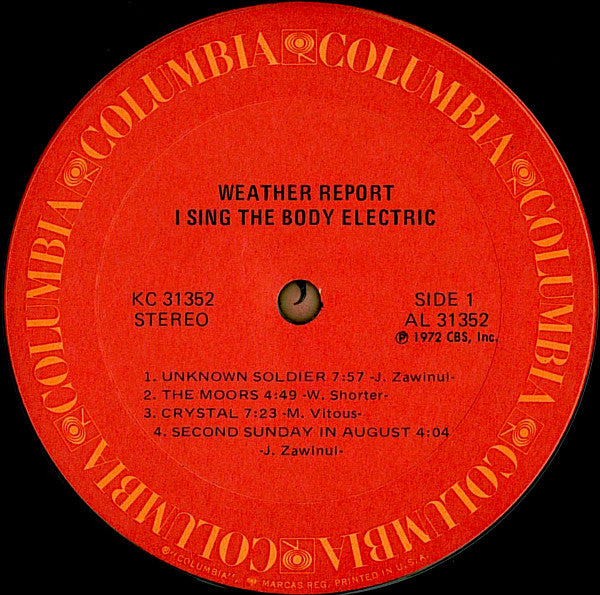 COLUMBIA COLUMBIA COLUMBIA COLUMBIA COLUMBIA COLUMBIA
WEATHER REPORT
I SING THE BODY ELECTRIC
KC 31352
STEREO
SIDE 1
AL 31352
Ⓟ 1972 CBS, Inc.
1. UNKNOWN SOLDIER 7:57 -J. Zawinul-
2. THE MOORS 4:49 -W. Shorter-
3. CRYSTAL 7:23 -M. Vitous-
4. SECOND SUNDAY IN AUGUST 4:04
-J. Zawinul-
®"COLUMBIA", MARCAS REG. PRINTED IN U.S.A.